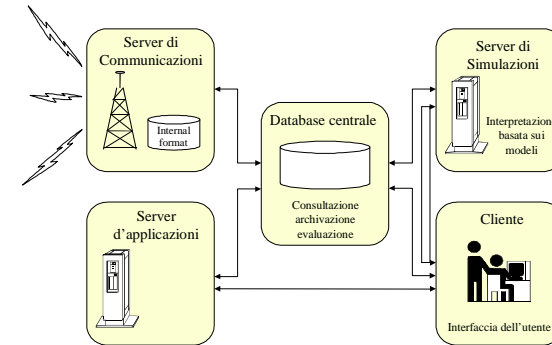 Server di
Communicazioni
Internal
format
Server
d'applicazioni
Database centrale
Consultazione
archivazione
evaluazione
Server di
Simulazioni
Interpretazion
basata sui
modeli
Cliente
Interfaccia dell'utente